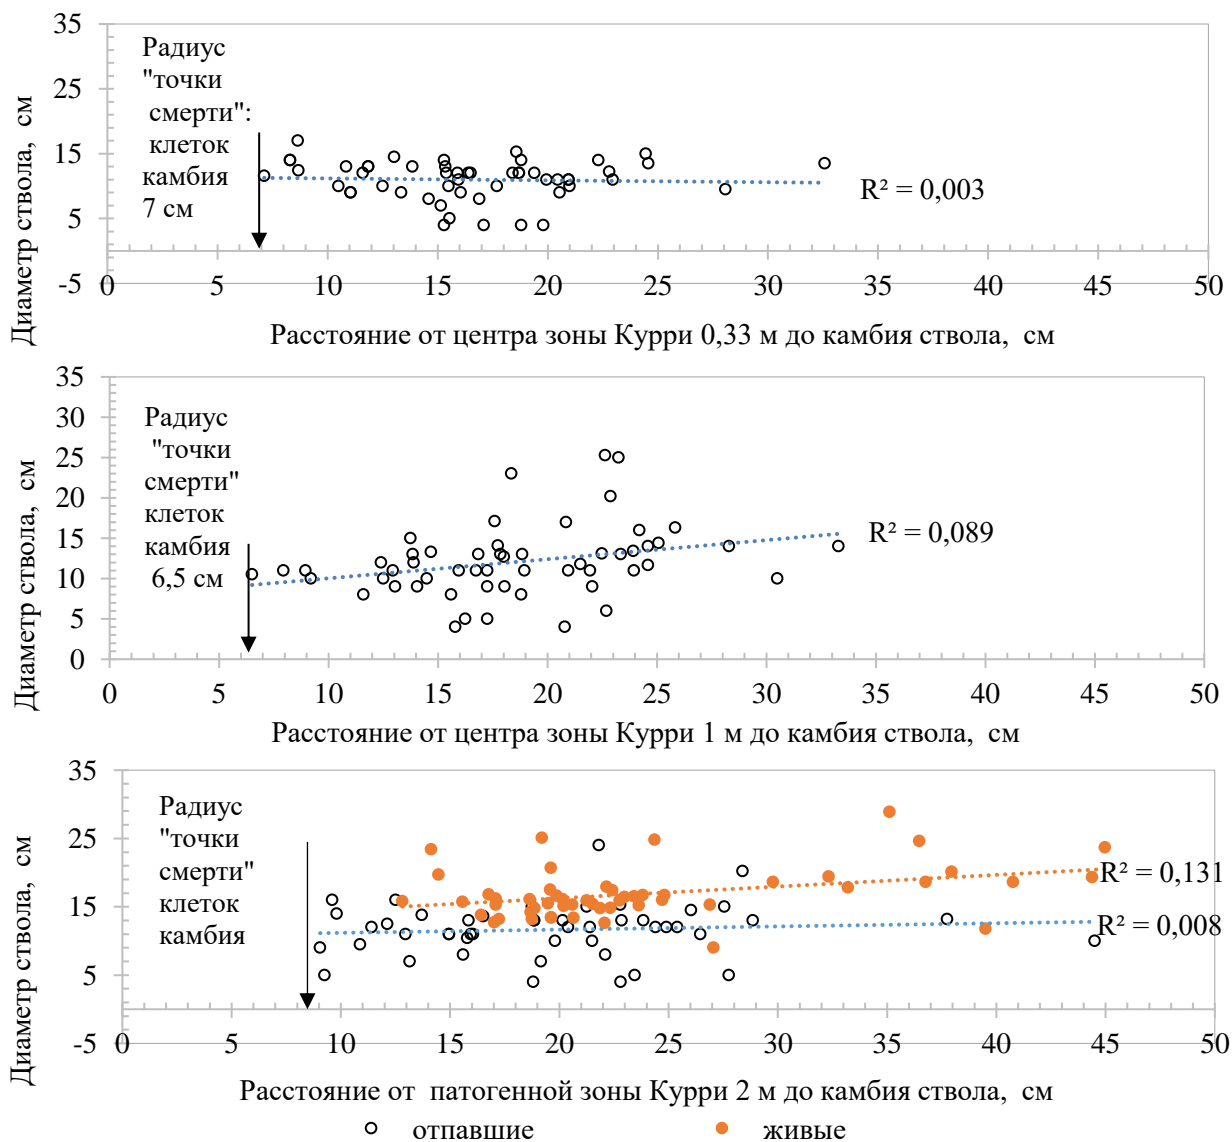 35
25
15
5
-5
Диаметр ствола, см
Радиус
"точки
смерти":
клеток
камбия
7 см
R² = 0,003
0 5 10 15 20 25 30 35 40 45 50
Расстояние от центра зоны Курри 0,33 м до камбия ствола, см
35
30
25
20
15
10
5
0
Диаметр ствола, см
Радиус
"точки
смерти"
клеток
камбия
6,5 см
R² = 0,089
0 5 10 15 20 25 30 35 40 45 50
Расстояние от центра зоны Курри 1 м до камбия ствола, см
35
25
15
5
-5
Диаметр ствола, см
Радиус
"точки
смерти"
клеток
камбия
R² = 0,131
R² = 0,008
0 5 10 15 20 25 30 35 40 45 50
Расстояние от патогенной зоны Курри 2 м до камбия ствола, см
отпавшие живые